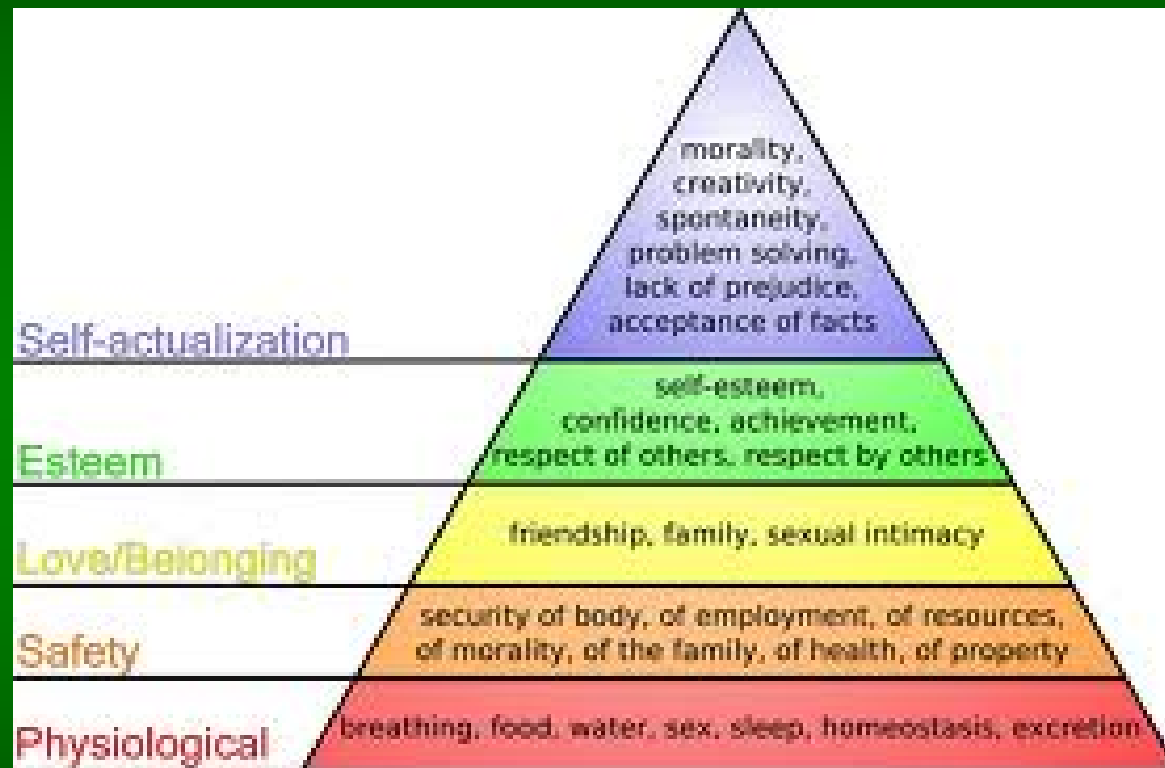 morality,
creativity,
spontaneity,
problem solving,
lack of prejudice,
acceptance of facts
Self-actualization
self-esteem,
confidence, achievement,
respect of others, respect by others
Esteem
friendship, family, sexual intimacy
Love/Belonging
security of body, of employment, of resources,
of morality, of the family, of health, of property
Safety
breathing, food, water, sex, sleep, homeostasis, excretion
Physiological